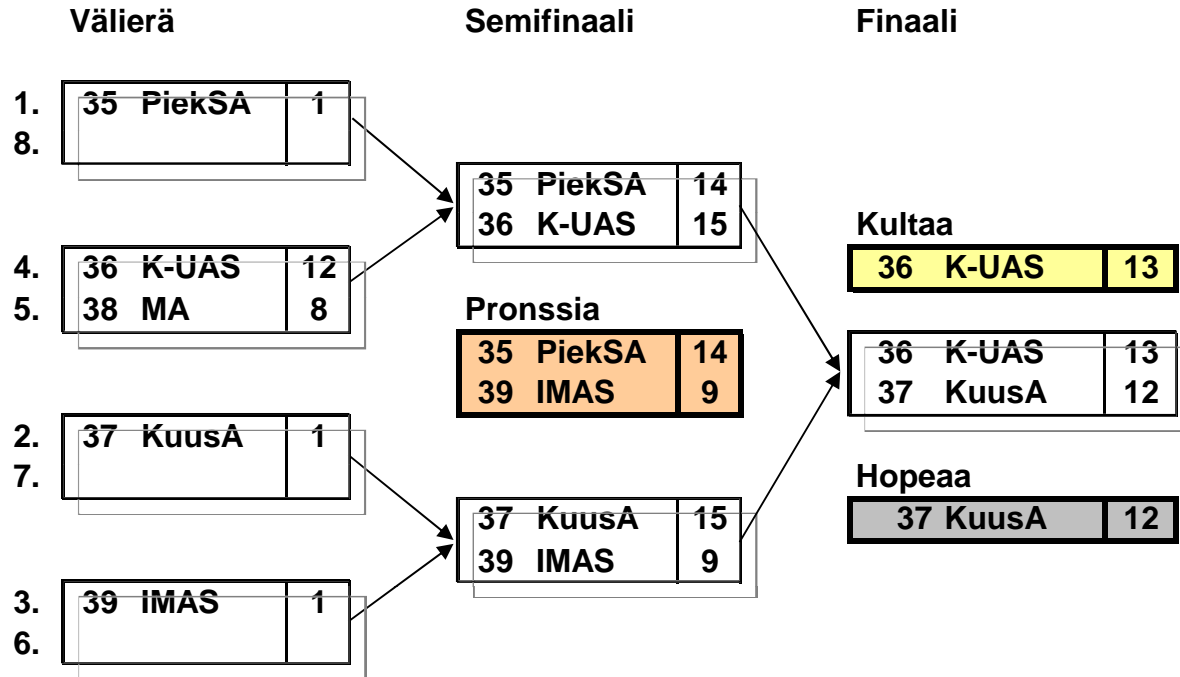 Välierä
1. 35 PiekSA 1
8.
4. 36 K-UAS 12
5. 38 MA 8
2. 37 KuusA 1
7.
3. 39 IMAS 1
6.
Semifinaali
35 PiekSA 14
36 K-UAS 15
Pronssia
35 PiekSA 14
39 IMAS 9
37 KuusA 15
39 IMAS 9
Finaali
Kultaa
36 K-UAS 13
36 K-UAS 13
37 KuusA 12
Hopeaa
37 KuusA 12